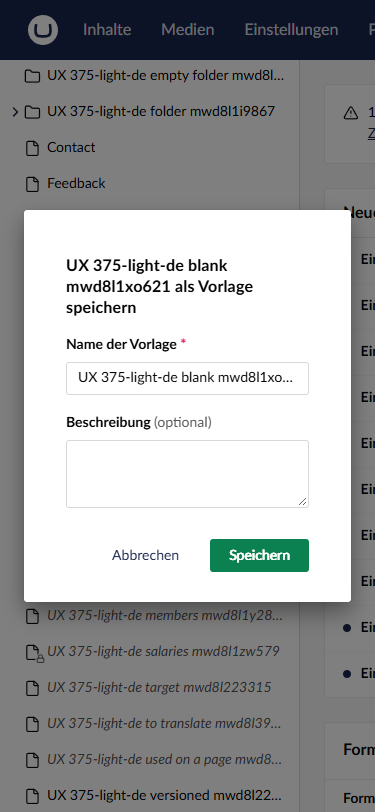 Inhalte Medien Einstellungen
UX 375-light-de empty folder mwd8l...
UX 375-light-de folder mwd8l1i9867
Contact
Feedback
UX 375-light-de blank
mwd8l1xo621 als Vorlage
speichern
Name der Vorlage *
UX 375-light-de blank mwd8l1xo...
Beschreibung (optional)
Abbrechen Speichern
UX 375-light-de members mwd8l1y28...
UX 375-light-de salaries mwd8l1zw579
UX 375-light-de target mwd8l223315
UX 375-light-de to translate mwd8l39...
UX 375-light-de used on a page mwd8...
UX 375-light-de versioned mwd8l22...
Form
Form